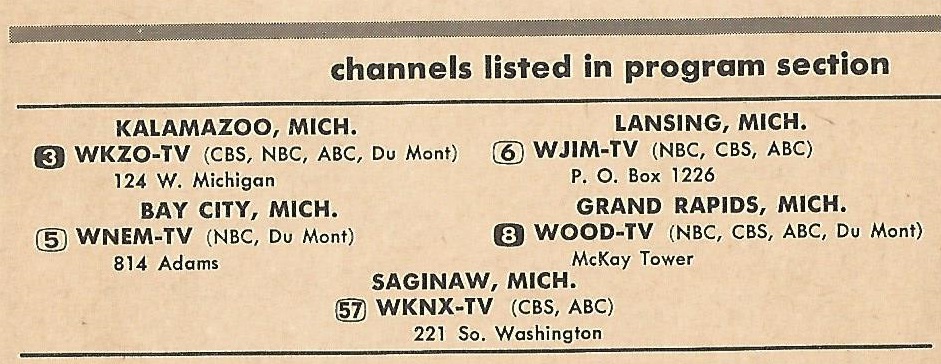 channels listed in program section
KALAMAZOO, MICH.
3 WKZO-TV (CBS, NBC, ABC, Du Mont)
124 W. Michigan
LANSING, MICH.
6 WJIM-TV (NBC, CBS, ABC)
P. O. Box 1226
BAY CITY, MICH.
5 WNEM-TV (NBC, Du Mont)
814 Adams
GRAND RAPIDS, MICH.
8 WOOD-TV (NBC, CBS, ABC, Du Mont)
McKay Tower
SAGINAW, MICH.
57 WKNX-TV (CBS, ABC)
221 So. Washington